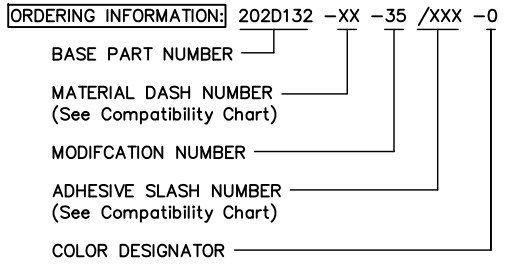 ORDERING INFORMATION: 202D132 -XX -35 /XXX -0
BASE PART NUMBER
MATERIAL DASH NUMBER
(See Compatibility Chart)
MODIFCATION NUMBER
ADHESIVE SLASH NUMBER
(See Compatibility Chart)
COLOR DESIGNATOR